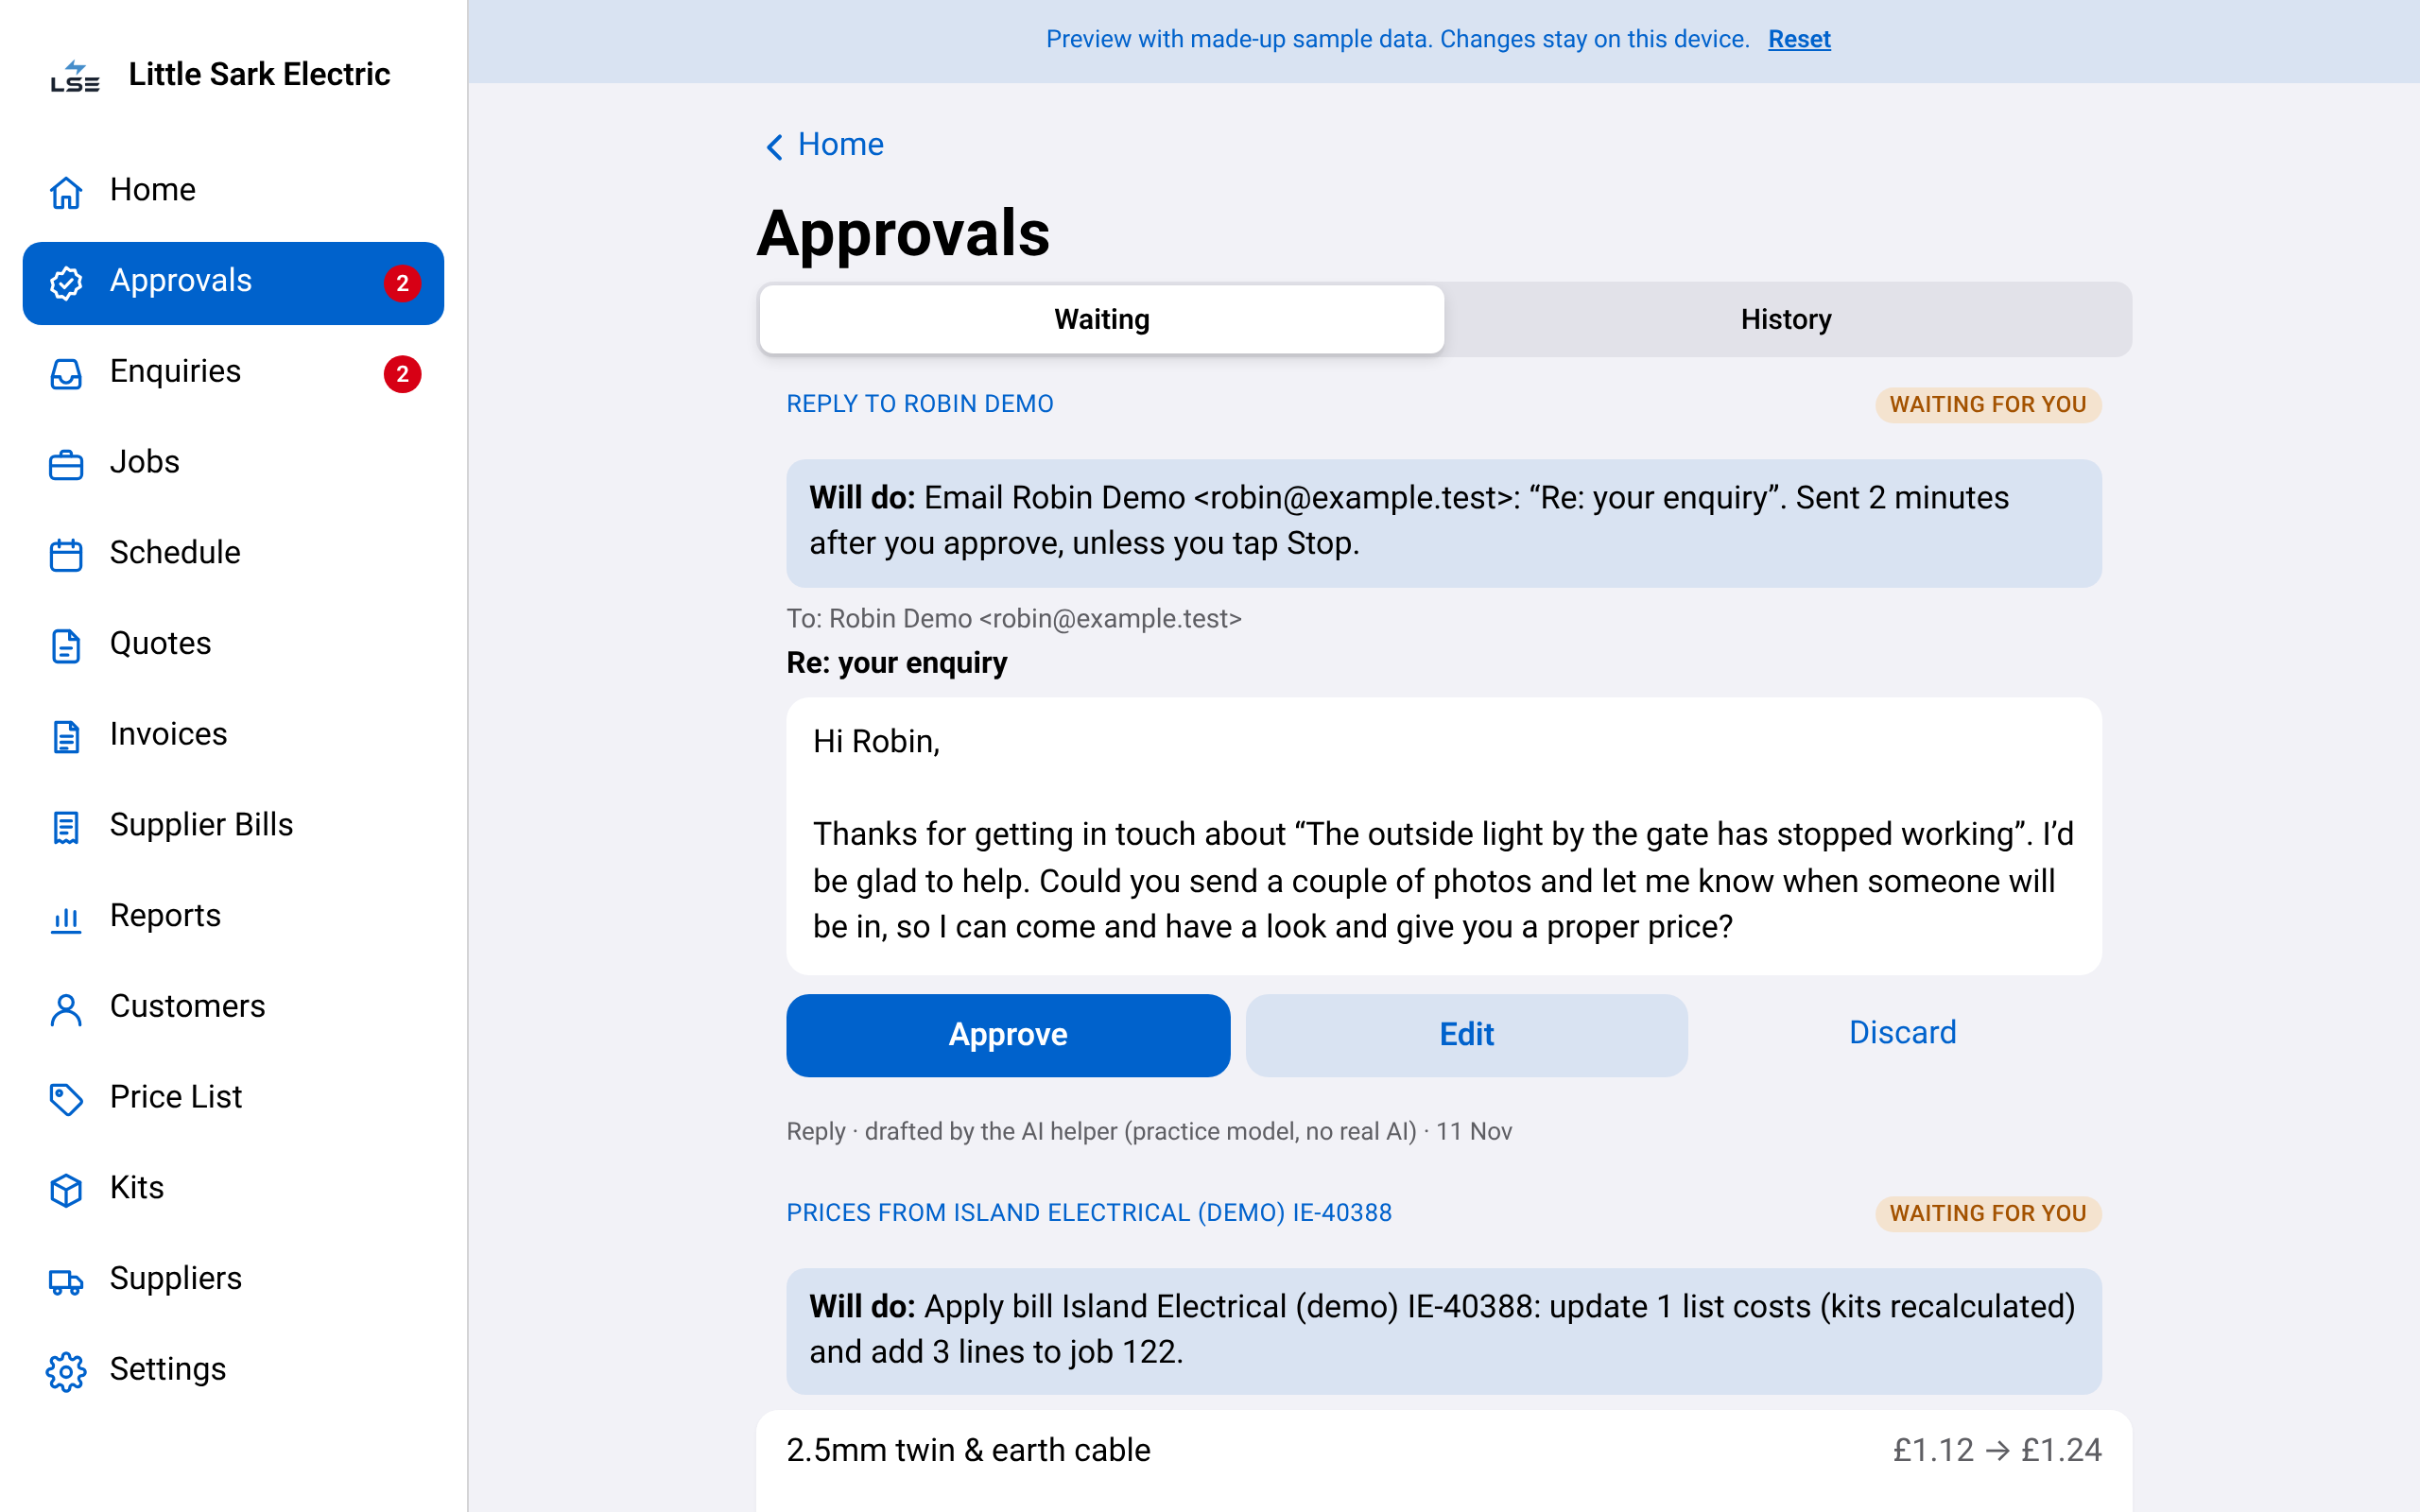 Preview with made-up sample data. Changes stay on this device. Reset
LSE
Little Sark Electric
Home
Approvals 2
Enquiries 2
Jobs
Schedule
Quotes
Invoices
Supplier Bills
Reports
Customers
Price List
Kits
Suppliers
Settings
Home
Approvals
Waiting
History
REPLY TO ROBIN DEMO
WAITING FOR YOU
Will do: Email Robin Demo <robin@example.test>: “Re: your enquiry”. Sent 2 minutes
after you approve, unless you tap Stop.
To: Robin Demo <robin@example.test>
Re: your enquiry
Hi Robin,
Thanks for getting in touch about “The outside light by the gate has stopped working”. I’d
be glad to help. Could you send a couple of photos and let me know when someone will
be in, so I can come and have a look and give you a proper price?
Approve
Edit
Discard
Reply · drafted by the AI helper (practice model, no real AI) · 11 Nov
PRICES FROM ISLAND ELECTRICAL (DEMO) IE-40388
WAITING FOR YOU
Will do: Apply bill Island Electrical (demo) IE-40388: update 1 list costs (kits recalculated)
and add 3 lines to job 122.
2.5mm twin & earth cable
£1.12 → £1.24